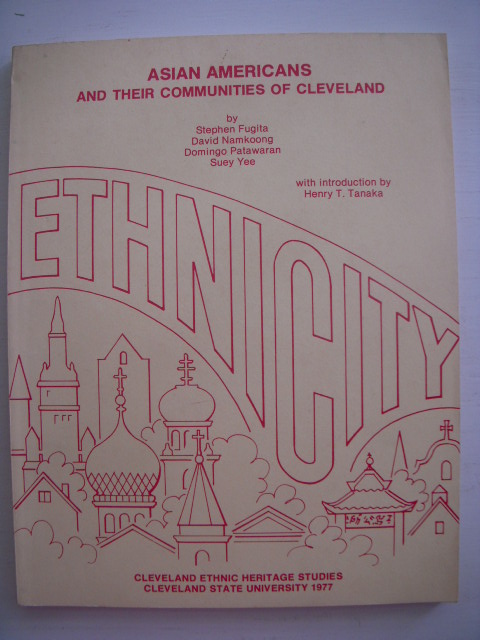 ASIAN AMERICANS
AND THEIR COMMUNITIES OF CLEVELAND
by
Stephen Fugita
David Namkoong
Domingo Patawaran
Suey Yee
with introduction by
Henry T. Tanaka
ETHNICITY
CLEVELAND ETHNIC HERITAGE STUDIES
CLEVELAND STATE UNIVERSITY 1977